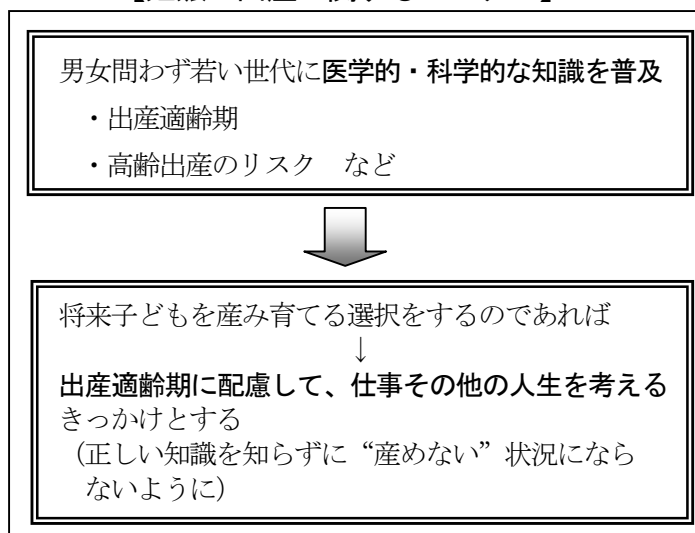 男女問わず若い世代に医学的・科学的な知識を普及
・出産適齢期
・高齢出産のリスク　など
将来子どもを産み育てる選択をするのであれば
↓
出産適齢期に配慮して、仕事その他の人生を考える
きっかけとする
（正しい知識を知らずに“産めない”状況になら
ないように）